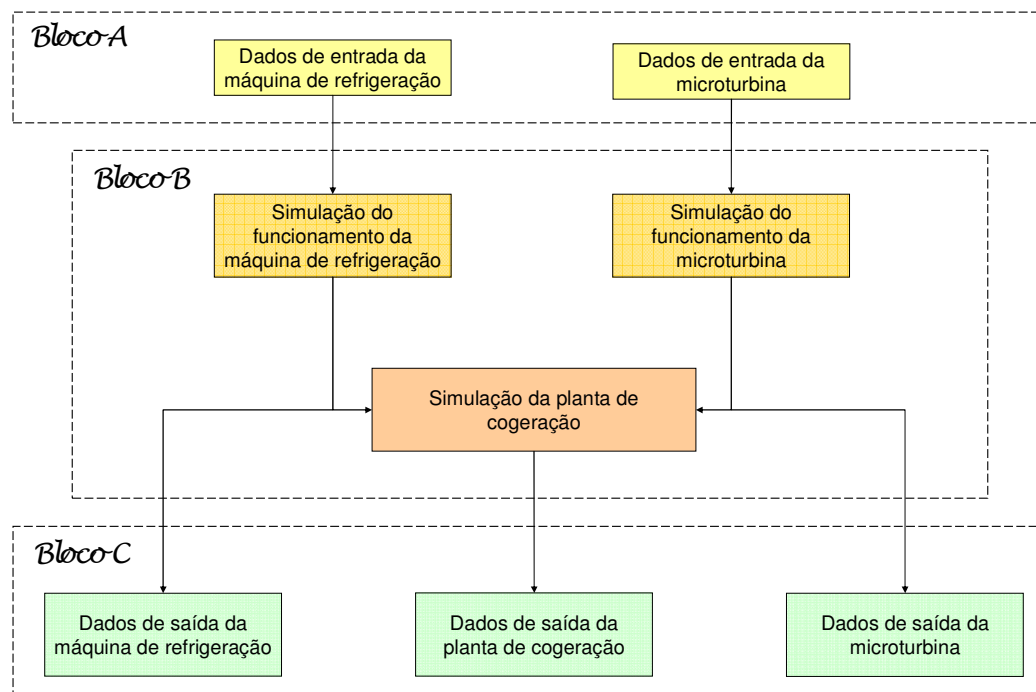 Bloco A
Dados de entrada da
máquina de refrigeração
Dados de entrada da
microturbina
Bloco B
Simulação do
funcionamento da
máquina de refrigeração
Simulação do
funcionamento da
microturbina
Simulação da planta de
cogeração
Bloco C
Dados de saída da
máquina de refrigeração
Dados de saída da
planta de cogeração
Dados de saída da
microturbina